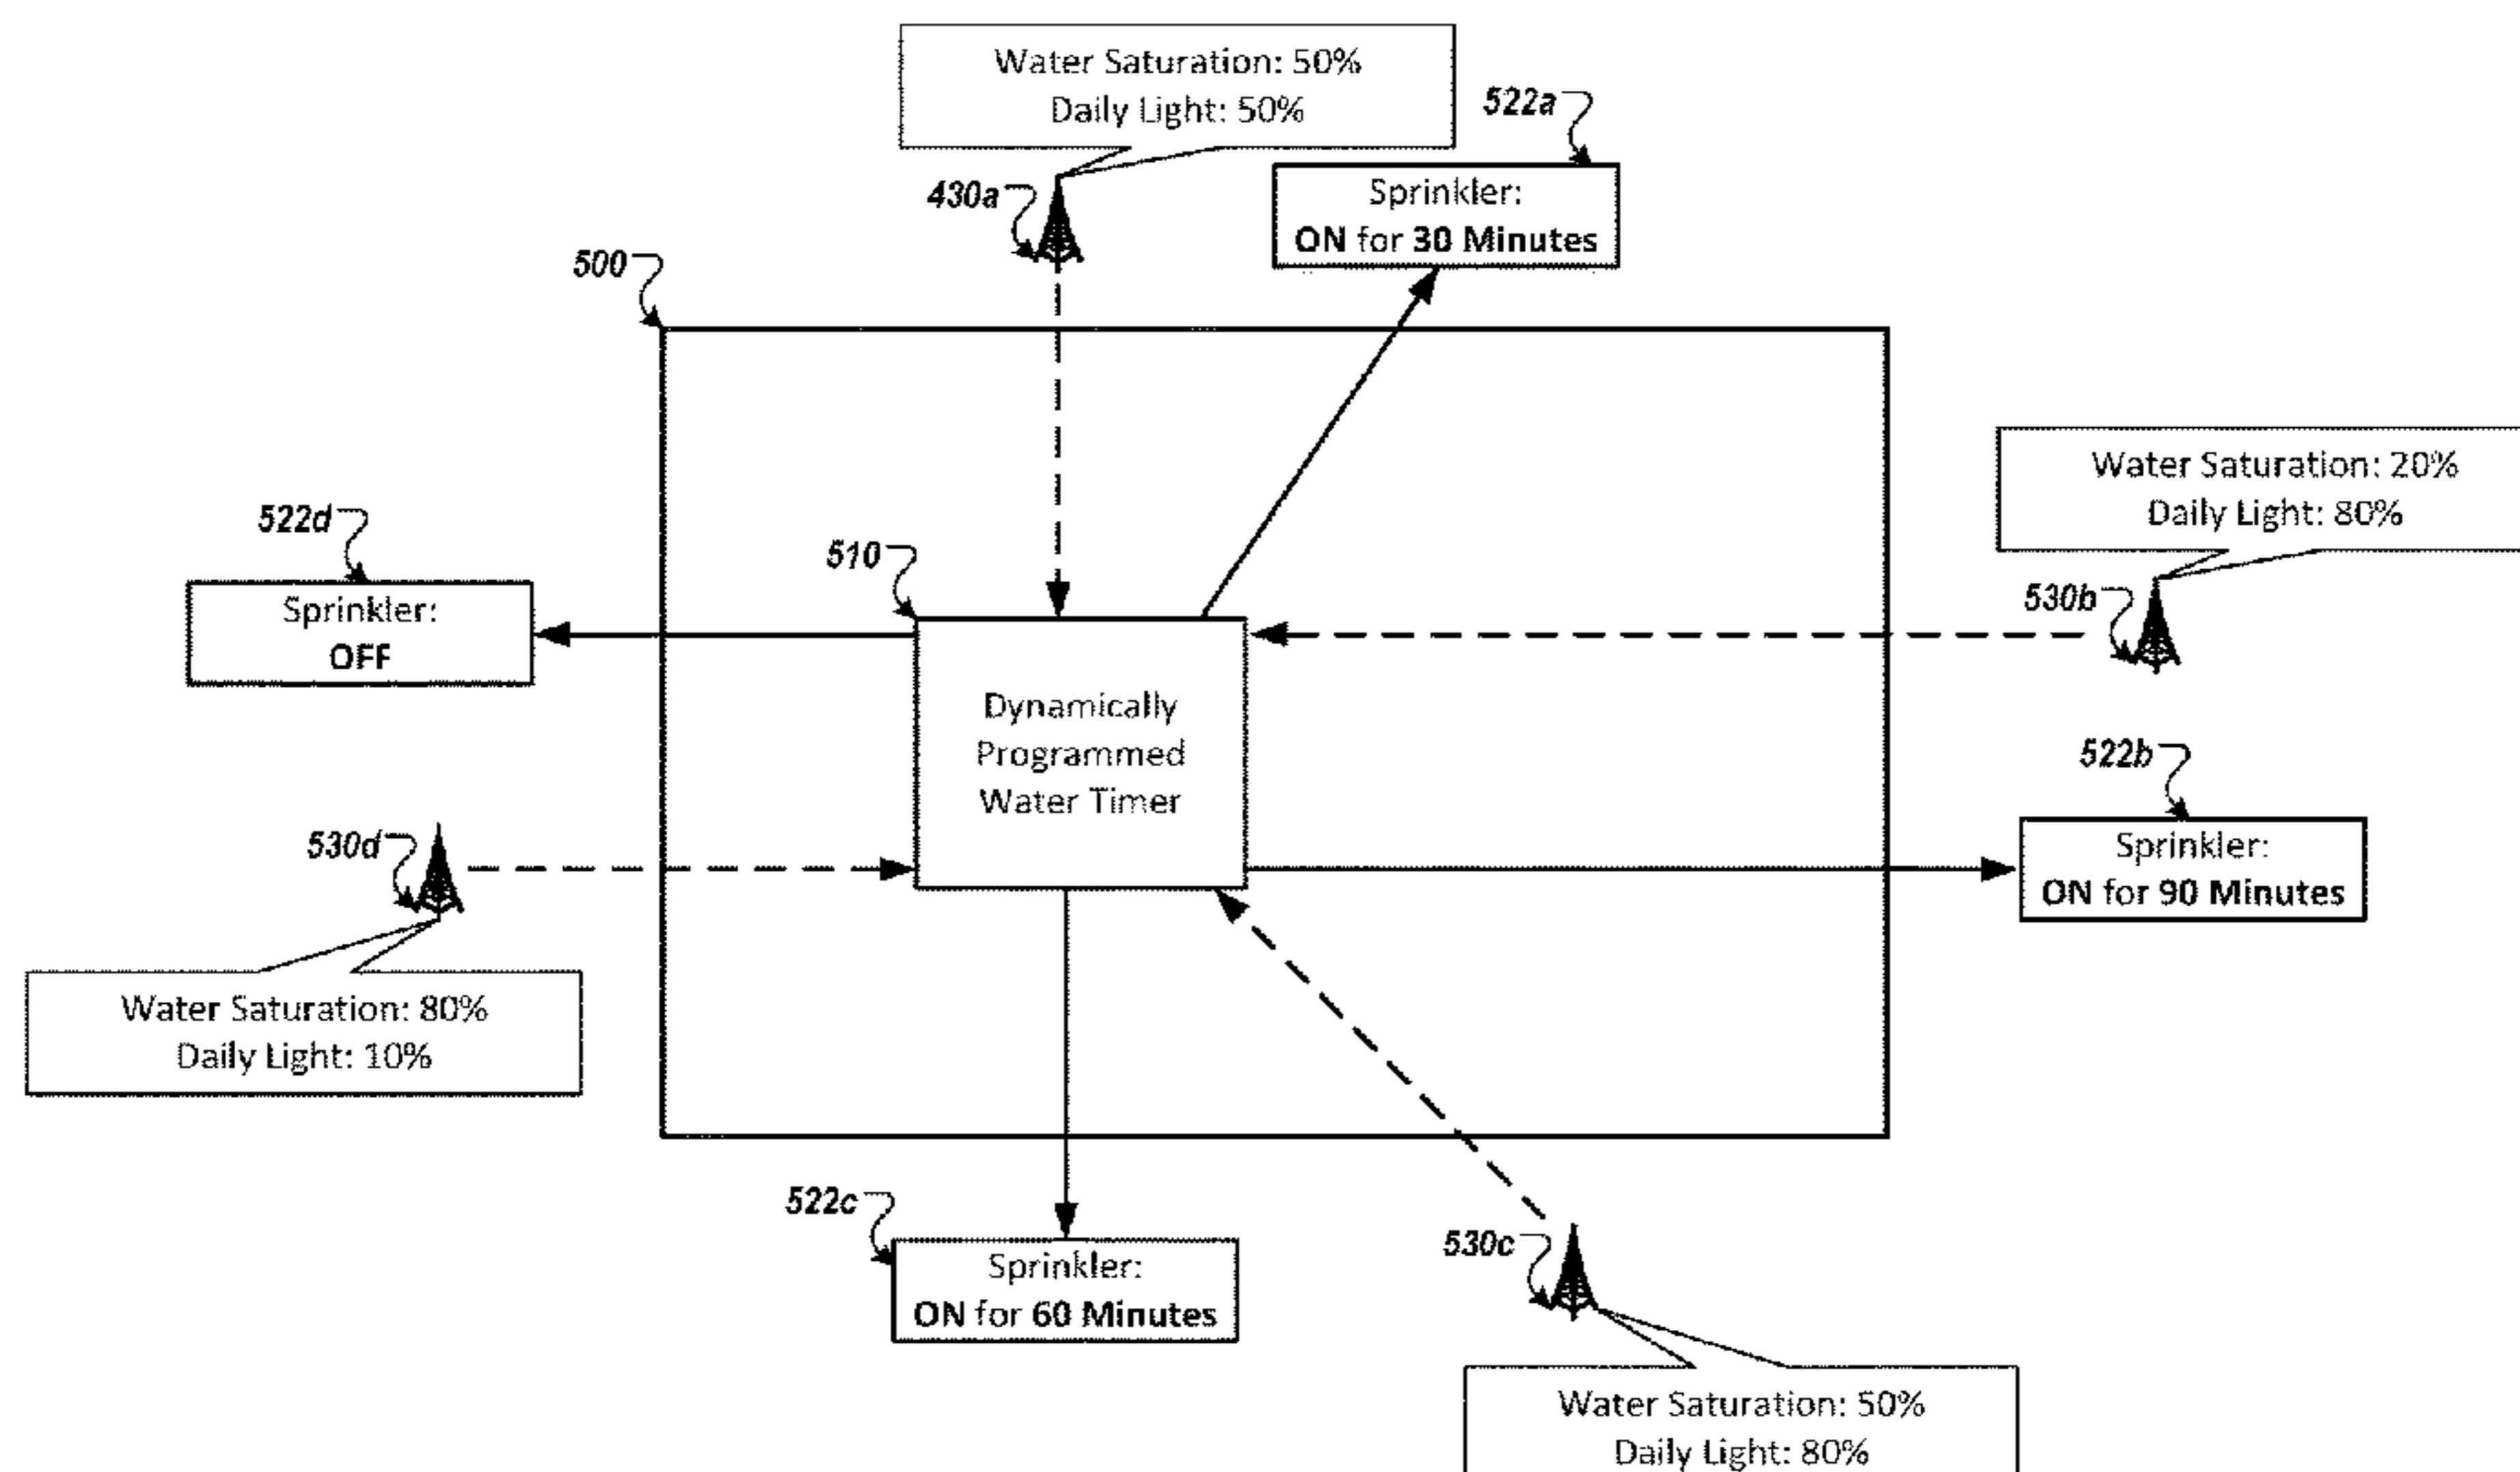 Water Saturation: 50%
Daily Light: 50%
522a
430a
Sprinkler:
ON for 30 Minutes
500
Water Saturation: 20%
Daily Light: 80%
522d
510
530b
Sprinkler:
OFF
Dynamically
Programmed
Water Timer
522b
530d
Sprinkler:
ON for 90 Minutes
Water Saturation: 80%
Daily Light: 10%
522c
530c
Sprinkler:
ON for 60 Minutes
Water Saturation: 50%
Daily Light: 80%